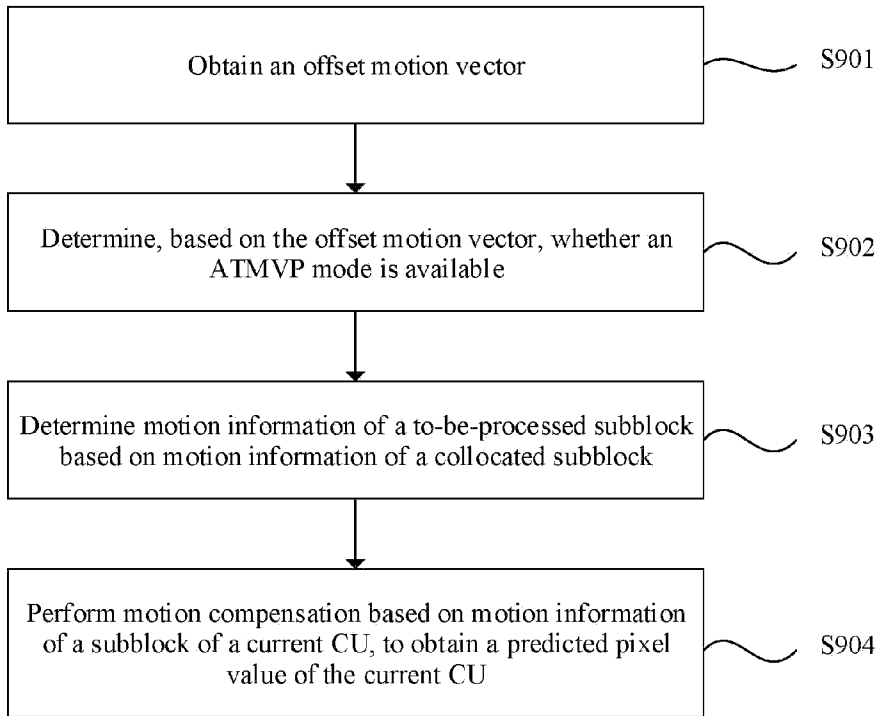 Obtain an offset motion vector
S901
Determine, based on the offset motion vector, whether an
ATMVP mode is available
S902
Determine motion information of a to-be-processed subblock
based on motion information of a collocated subblock
S903
Perform motion compensation based on motion information
of a subblock of a current CU, to obtain a predicted pixel
value of the current CU
S904